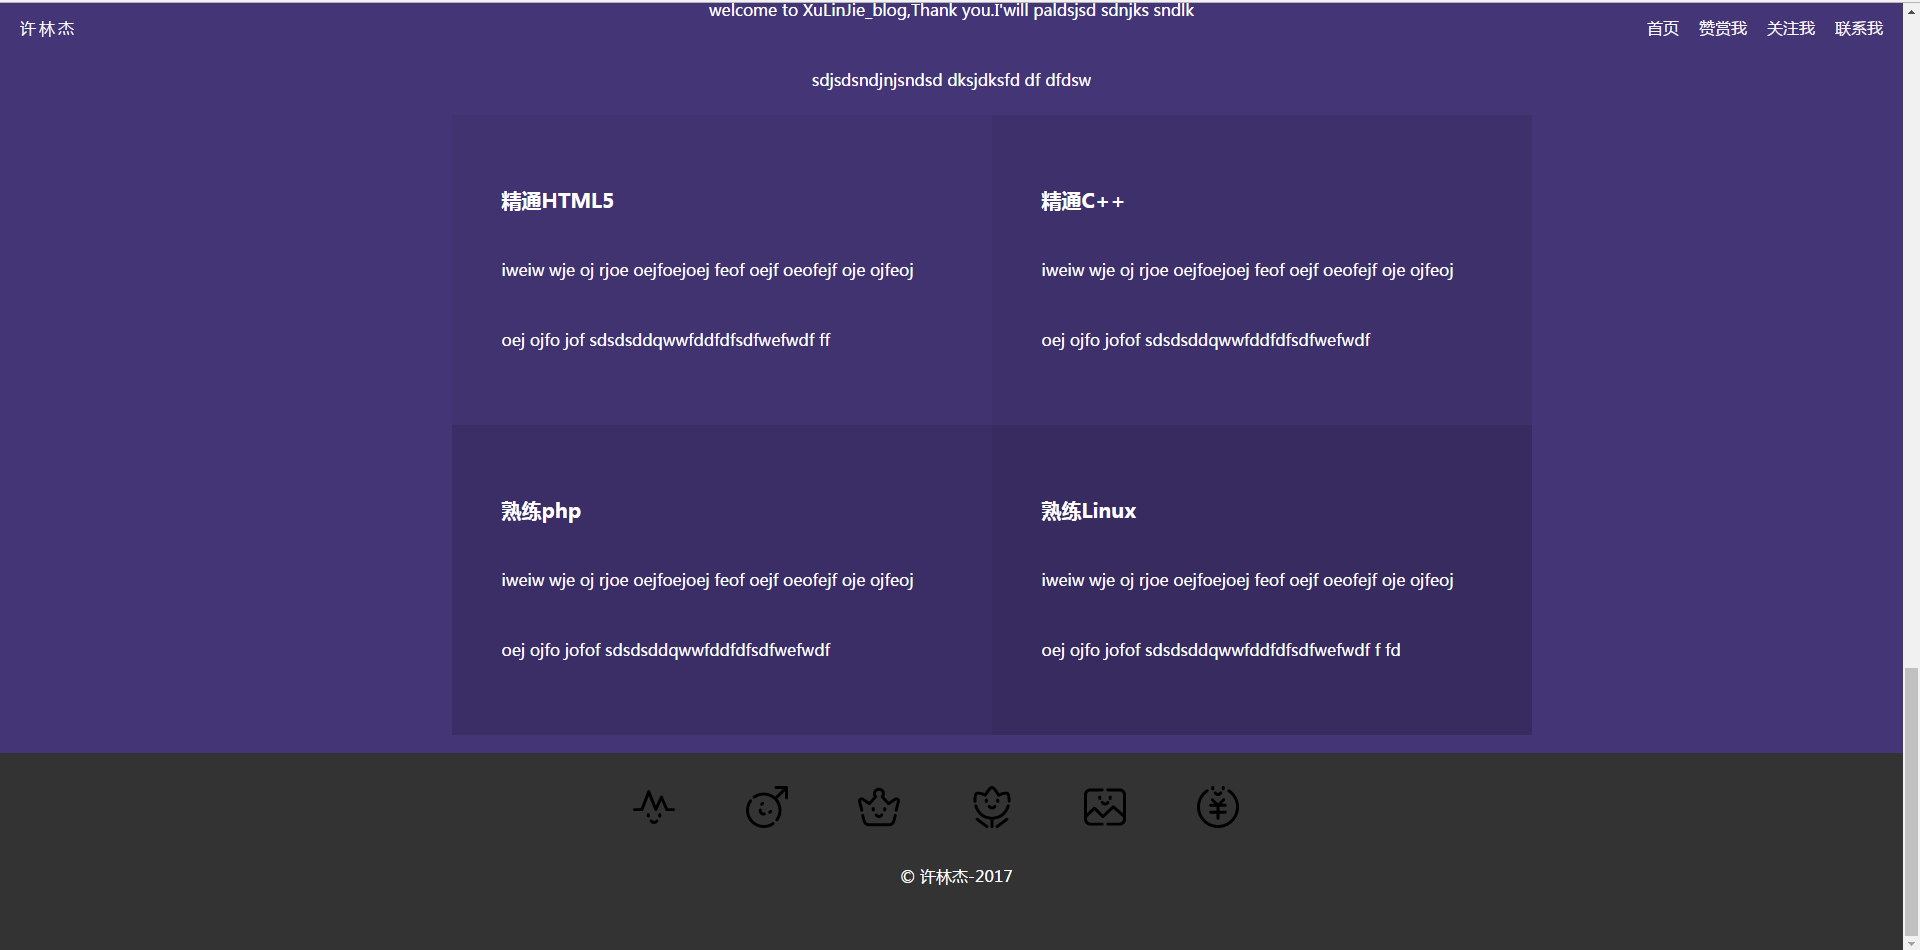 welcome to XuLinJie_blog,Thank you.I'will paldsjsd sdnjks sndlk
许林杰
首页 赞赏我 关注我 联系我
sdjsdsndjnjsndsd dksjdksfd df dfdsw
精通HTML5
iweiw wje oj rjoe oejfoejoej feof oejf oeofejf oje ojfeoj
oej ojfo jof sdsdsddqwwfddfdfsdfwefwdf ff
精通C++
iweiw wje oj rjoe oejfoejoej feof oejf oeofejf oje ojfeoj
oej ojfo jofof sdsdsddqwwfddfdfsdfwefwdf
熟练php
iweiw wje oj rjoe oejfoejoej feof oejf oeofejf oje ojfeoj
oej ojfo jofof sdsdsddqwwfddfdfsdfwefwdf
熟练Linux
iweiw wje oj rjoe oejfoejoej feof oejf oeofejf oje ojfeoj
oej ojfo jofof sdsdsddqwwfddfdfsdfwefwdf f fd
© 许林杰-2017